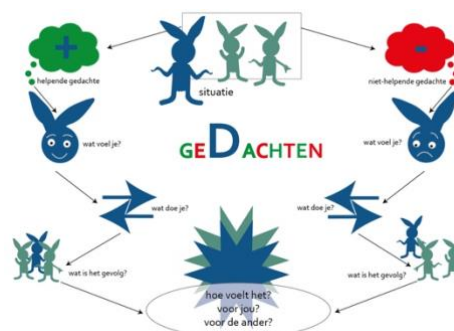 +
-
helpende gedachte
niet-helpende gedachte
situatie
wat voel je?
wat voel je?
GEDACHTEN
wat doe je?
wat doe je?
wat is het gevolg?
wat is het gevolg?
hoe voelt het?
voor jou?
voor de ander?